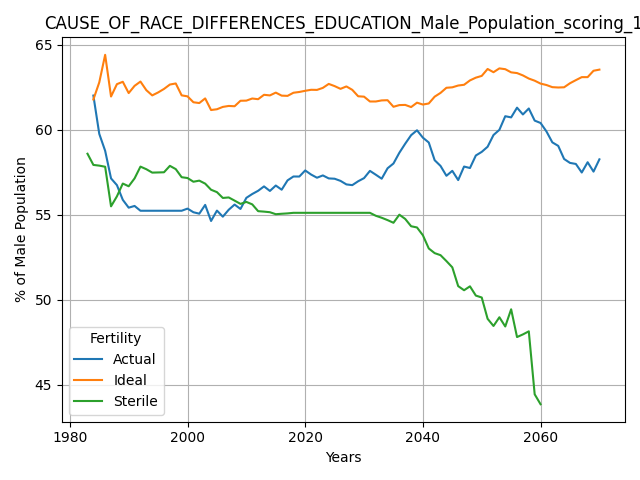 CAUSE_OF_RACE_DIFFERENCES_EDUCATION_Male_Population_scoring_1
65
60
55
50
45
% of Male Population
Fertility
Actual
Ideal
Sterile
1980 2000 2020 2040 2060
Years